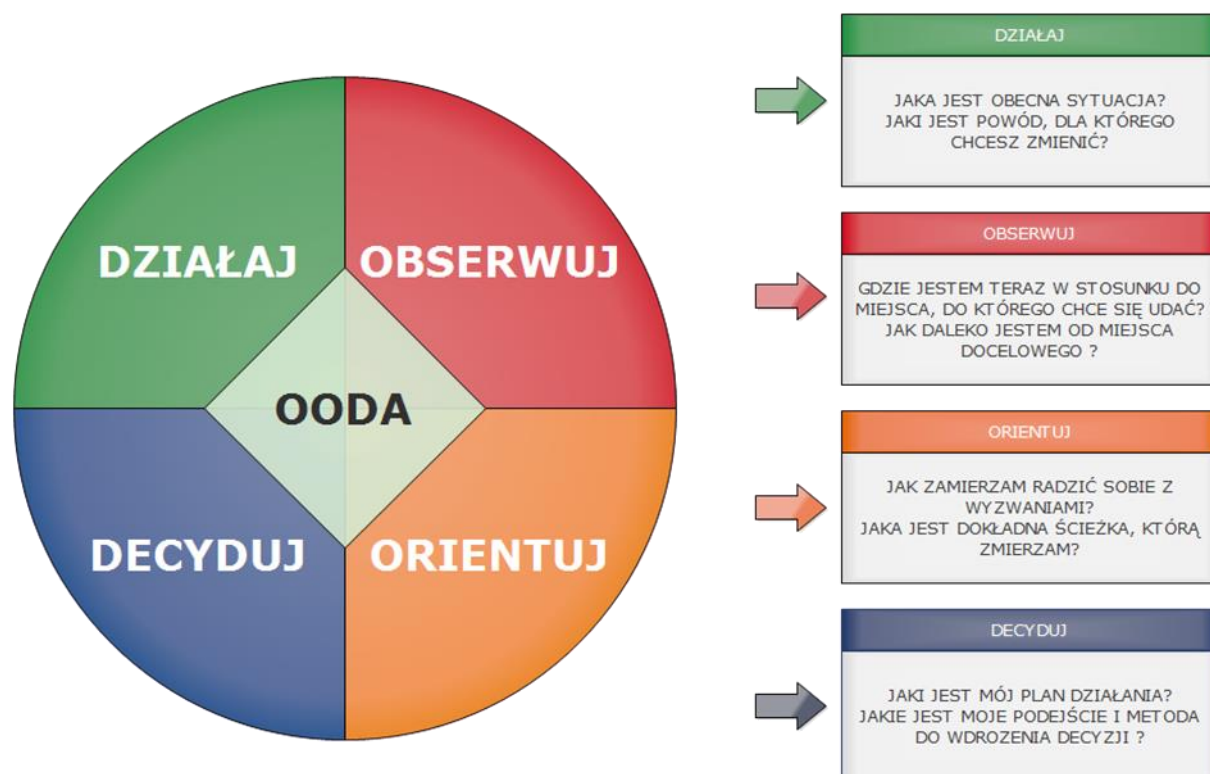 DZIAŁAJ
OBSERWUJ
OODA
DECYDUJ
ORIENTUJ
DZIAŁAJ
JAKA JEST OBECNA SYTUACJA?
JAKI JEST POWÓD, DLA KTÓREGO
CHCESZ ZMIENIĆ?
OBSERWUJ
GDZIE JESTEM TERAZ W STOSUNKU DO
MIEJSCA, DO KTÓREGO CHCE SIĘ UDAĆ?
JAK DALEKO JESTEM OD MIEJSCA
DOCELOWEGO ?
ORIENTUJ
JAK ZAMIERZAM RADZIĆ SOBIE Z
WYZWANIAMI?
JAKA JEST DOKŁADNA ŚCIEŻKA, KTÓRĄ
ZMIERZAM?
DECYDUJ
JAKI JEST MÓJ PLAN DZIAŁANIA?
JAKIE JEST MOJE PODEJŚCIE I METODA
DO WDROZENIA DECYZJI ?